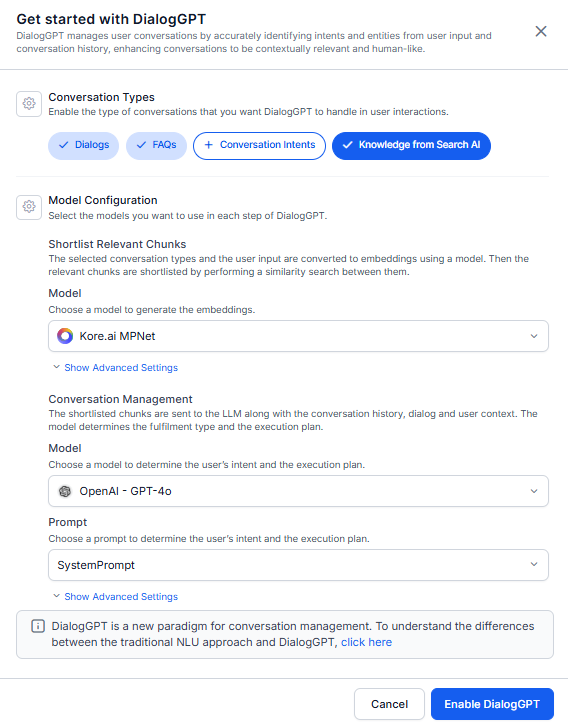 Get started with DialogGPT
DialogGPT manages user conversations by accurately identifying intents and entities from user input and
conversation history, enhancing conversations to be contextually relevant and human-like.
Conversation Types
Enable the type of conversations that you want DialogGPT to handle in user interactions.
Dialogs
FAQs
+ Conversation Intents
Knowledge from Search AI
Model Configuration
Select the models you want to use in each step of DialogGPT.
Shortlist Relevant Chunks
The selected conversation types and the user input are converted to embeddings using a model. Then the
relevant chunks are shortlisted by performing a similarity search between them.
Model
Choose a model to generate the embeddings.
Kore.ai MPNet
Show Advanced Settings
Conversation Management
The shortlisted chunks are sent to the LLM along with the conversation history, dialog and user context. The
model determines the fulfilment type and the execution plan.
Model
Choose a model to determine the user's intent and the execution plan.
OpenAI - GPT-4o
Prompt
Choose a prompt to determine the user's intent and the execution plan.
SystemPrompt
Show Advanced Settings
DialogGPT is a new paradigm for conversation management. To understand the differences
between the traditional NLU approach and DialogGPT, click here
Cancel
Enable DialogGPT